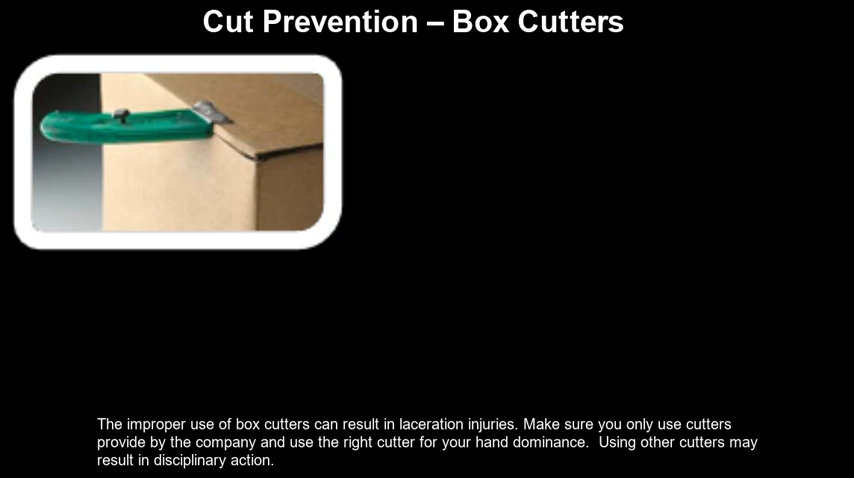 Cut Prevention – Box Cutters
The improper use of box cutters can result in laceration injuries. Make sure you only use cutters
provide by the company and use the right cutter for your hand dominance.  Using other cutters may
result in disciplinary action.